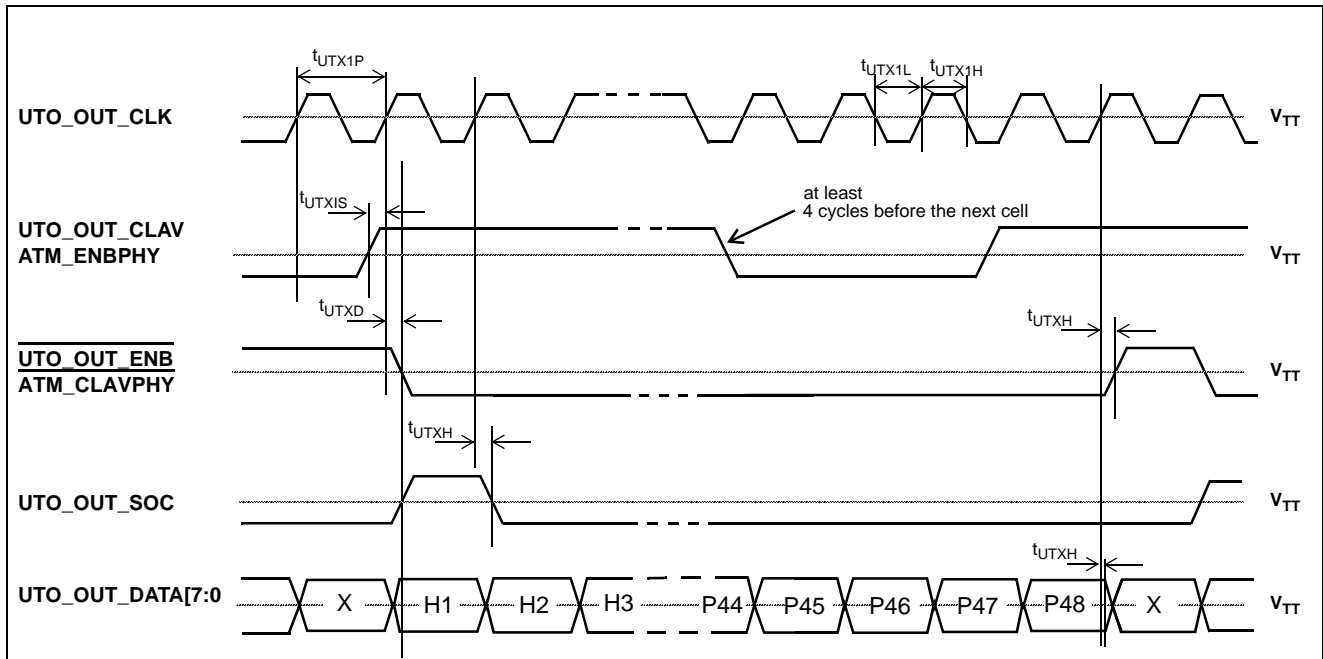 tUTX1P
tUTX1L tUTX1H
UTO_OUT_CLK
VTT
at least
4 cycles before the next cell
tUTXIS
UTO_OUT_CLAV
ATM_ENBPHY
VTT
tUTXD
tUTXH
UTO_OUT_ENB
ATM_CLAVPHY
VTT
tUTXH
UTO_OUT_SOC
VTT
tUTXH
UTO_OUT_DATA[7:0
X H1 H2 H3 P44 P45 P46 P47 P48 X
VTT